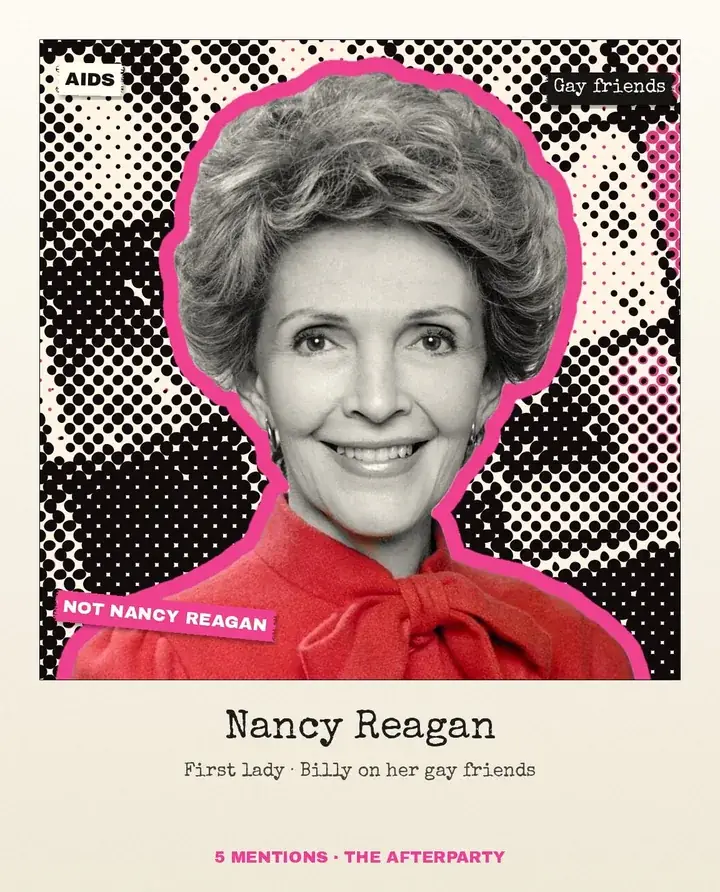 AIDS
Gay friends
NOT NANCY REAGAN
Nancy Reagan
First lady · Billy on her gay friends
5 MENTIONS · THE AFTERPARTY